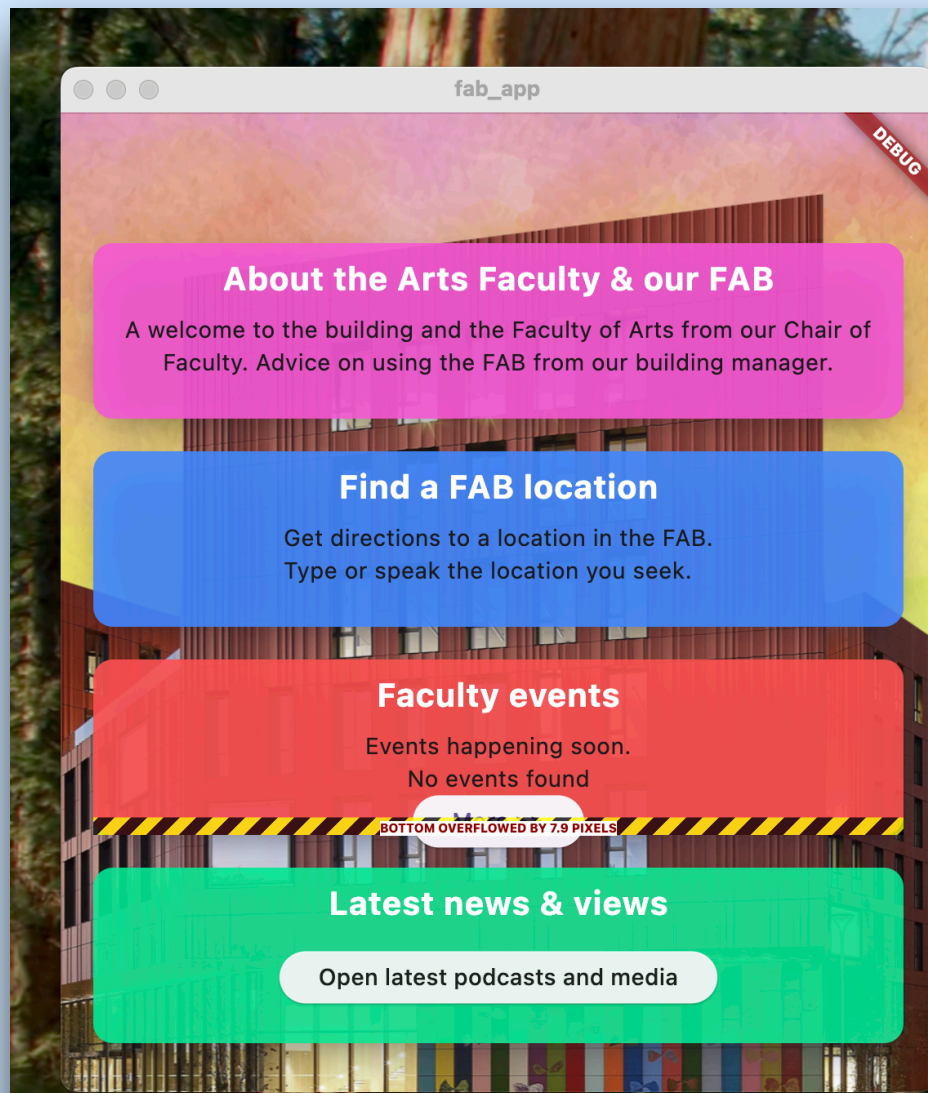 fab_app
DEBUG
About the Arts Faculty & our FAB
A welcome to the building and the Faculty of Arts from our Chair of
Faculty. Advice on using the FAB from our building manager.
Find a FAB location
Get directions to a location in the FAB.
Type or speak the location you seek.
Faculty events
Events happening soon.
No events found
BOTTOM OVERFLOWED BY 7.9 PIXELS
Latest news & views
Open latest podcasts and media